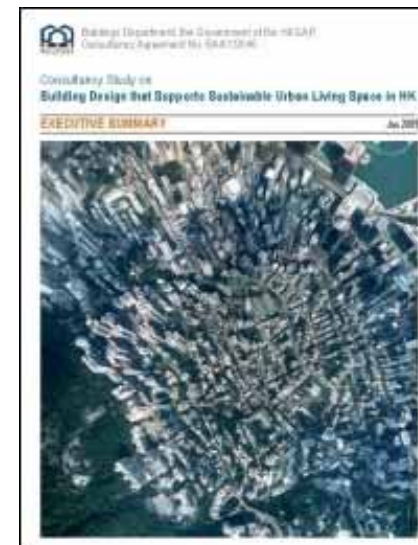 Buildings Department, the Government of the HKSAR
Consultancy Agreement No.
Consultancy Study on
Building Design that Supports Sustainable Urban Living Space in HK
EXECUTIVE SUMMARY